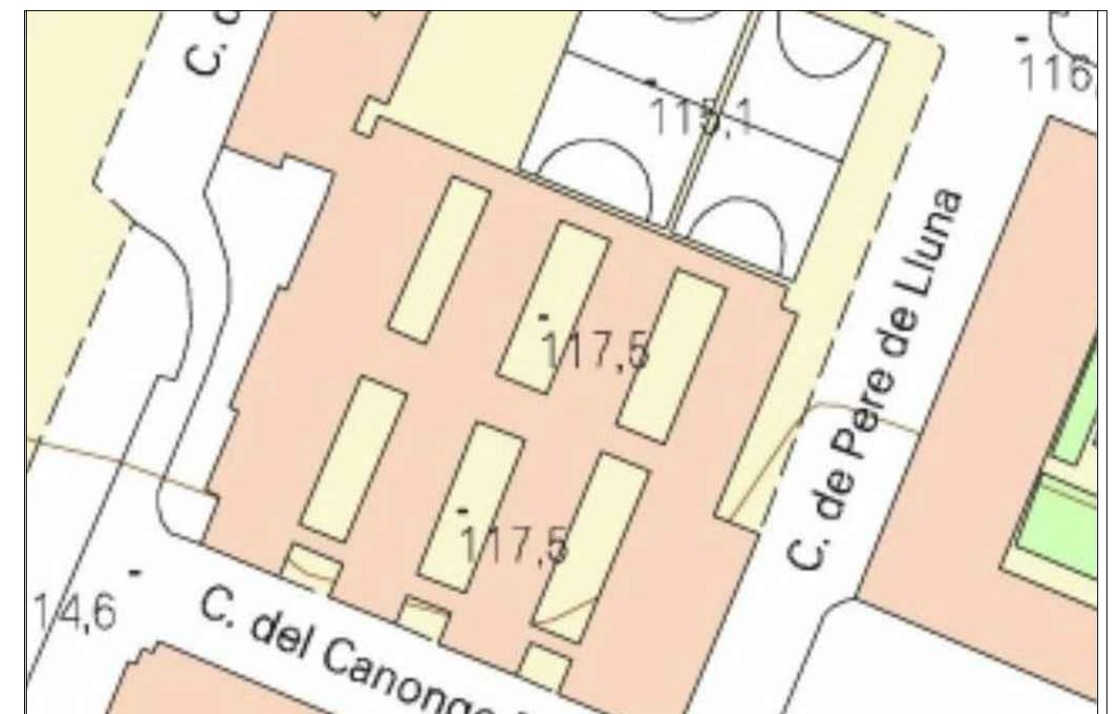 C.
116,
115,1
C. de Pere de Lluna
117,5
117,5
14,6
C. del Canonge